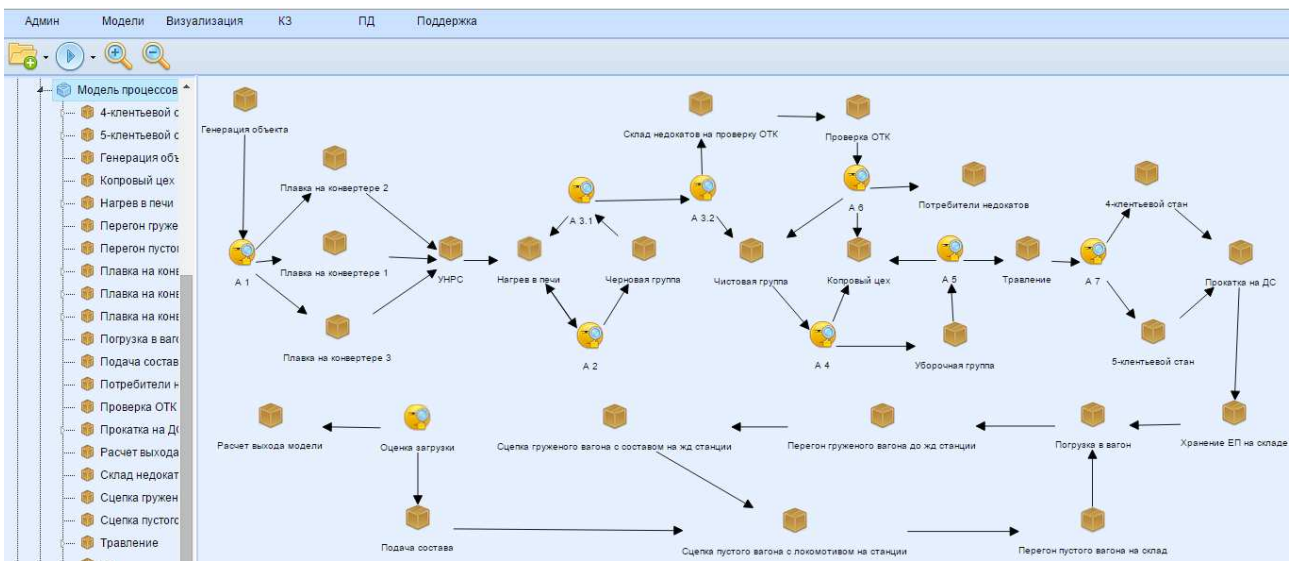 Админ Модели Визуализация КЗ ПД Поддержка
Модель процессов
4-клентьевой с
5-клентьевой с
Генерация объ
Копровый цех
Нагрев в печи
Перегон груже
Перегон пустог
Плавка на конв
Плавка на конв
Плавка на конв
Погрузка в ваго
Подача состав
Потребители н
Проверка ОТК
Прокатка на ДС
Расчет выхода
Склад недокат
Сцепка гружен
Сцепка пустого
Травление
Генерация объекта
Склад недокатов на проверку ОТК
Проверка ОТК
Плавка на конвертере 2
А 3.1
А 3.2
А 6
Потребители недокатов
4-клентьевой стан
А 1
Плавка на конвертере 1
УНРС
Нагрев в печи
Черновая группа
Чистовая группа
Копровый цех
А 5
Травление
А 7
Прокатка на ДС
Плавка на конвертере 3
А 2
А 4
Уборочная группа
5-клентьевой стан
Расчет выхода модели
Оценка загрузки
Сцепка груженого вагона с составом на жд станции
Перегон груженого вагона до жд станции
Погрузка в вагон
Хранение ЕП на складе
Подача состава
Сцепка пустого вагона с локомотивом на станции
Перегон пустого вагона на склад